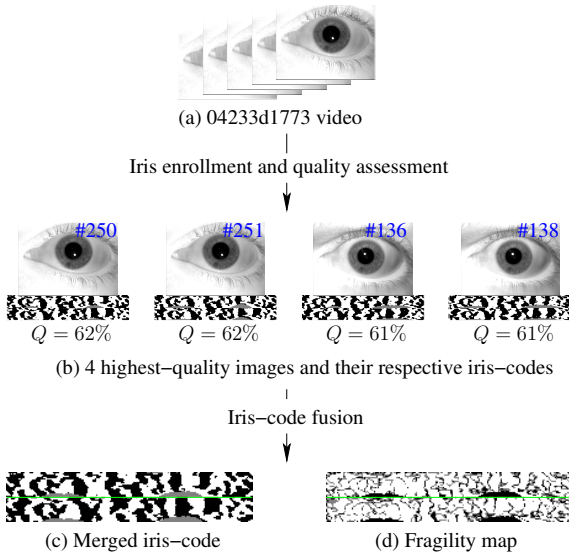 (a) 04233d1773 video
Iris enrollment and quality assessment
#250 #251 #136 #138
Q = 62% Q = 62% Q = 61% Q = 61%
(b) 4 highest−quality images and their respective iris−codes
Iris−code fusion
(c) Merged iris−code (d) Fragility map